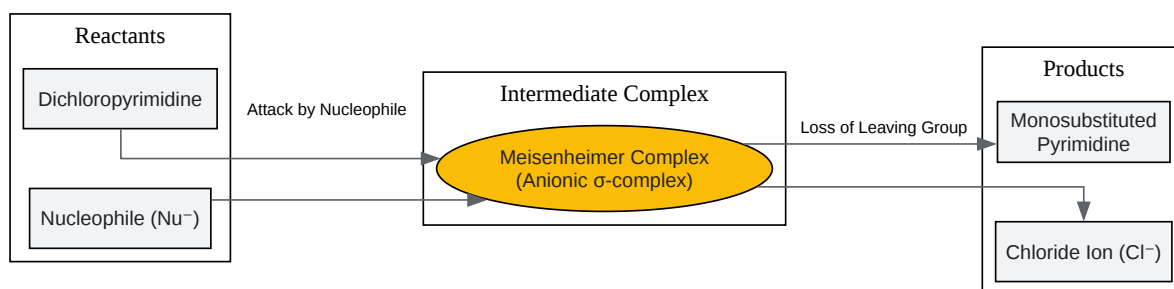 Reactants
Dichloropyrimidine
Nucleophile (Nu⁻)
Attack by Nucleophile
Intermediate Complex
Meisenheimer Complex
(Anionic σ-complex)
Loss of Leaving Group
Products
Monosubstituted
Pyrimidine
Chloride Ion (Cl⁻)